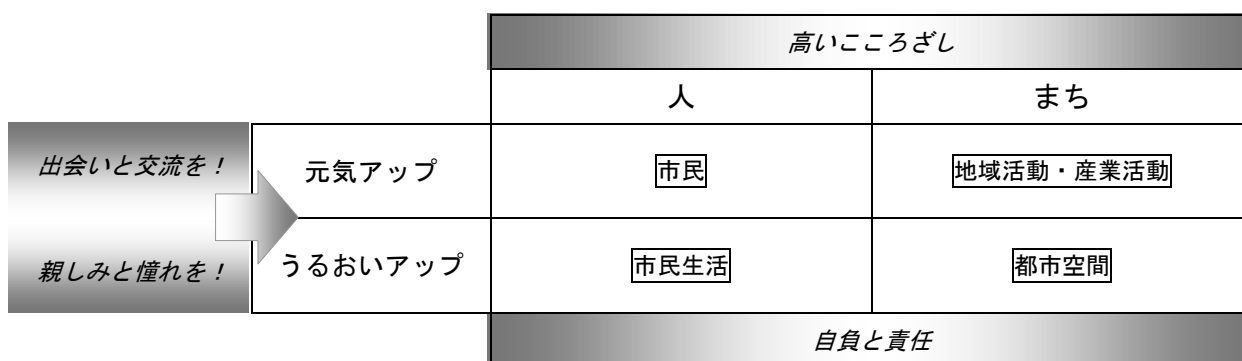 高いこころざし
人 まち
出会いと交流を！ 元気アップ 市民 地域活動・産業活動
親しみと憧れを！ うるおいアップ 市民生活 都市空間
自負と責任